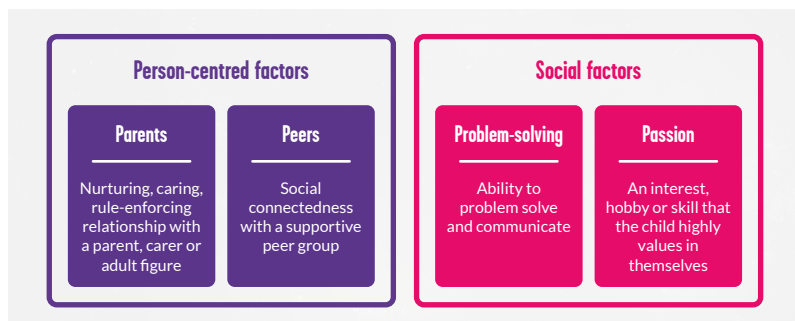 Person-centred factors
Parents
Nurturing, caring,
rule-enforcing
relationship with
a parent, carer or
adult figure
Peers
Social
connectedness
with a supportive
peer group
Social factors
Problem-solving
Ability to
problem solve
and communicate
Passion
An interest,
hobby or skill that
the child highly
values in
themselves